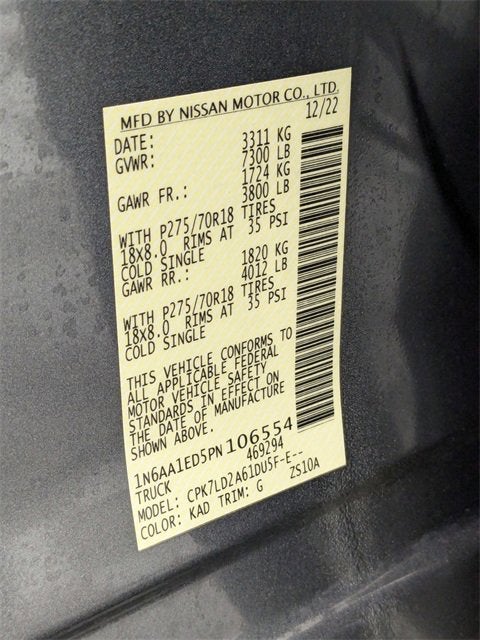 MFD BY NISSAN MOTOR CO., LTD.
DATE: 12/22
GVWR: 3311 KG
7300 LB
GAWR FR.: 1724 KG
3800 LB
WITH P275/70R18 TIRES
18X8.0 RIMS AT 35 PSI
COLD SINGLE
GAWR RR.: 1820 KG
4012 LB
WITH P275/70R18 TIRES
18X8.0 RIMS AT 35 PSI
COLD SINGLE
THIS VEHICLE CONFORMS TO
ALL APPLICABLE FEDERAL
MOTOR VEHICLE SAFETY
STANDARDS IN EFFECT ON
THE DATE OF MANUFACTURE
SHOWN ABOVE.
1N6AA1ED5PN106554
TRUCK 469294
MODEL: CPK7LD2A61DU5F-E--
COLOR: KAD TRIM: G ZS10A